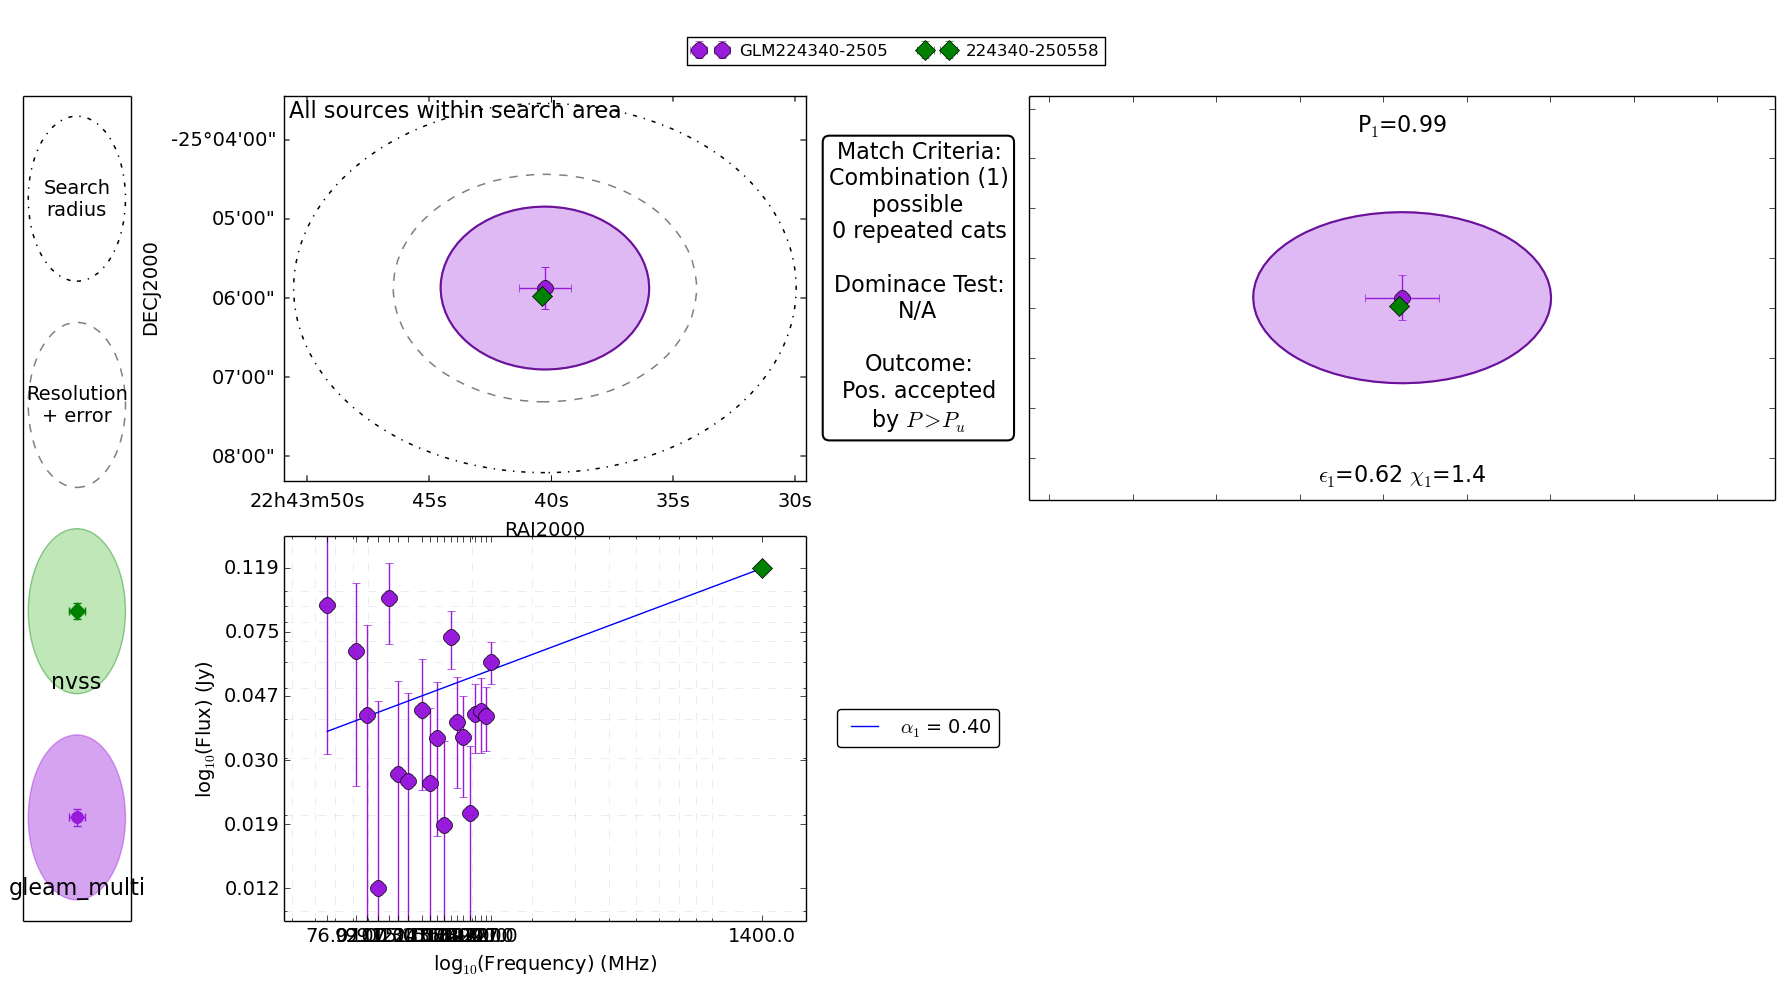 GLM224340-2505 224340-250558
Search
radius
Resolution
+ error
nvss
gleam_multi
All sources within search area
-25°04'00"
05'00"
06'00"
07'00"
08'00"
DECJ2000
22h43m50s 45s 40s 35s 30s
RAJ2000
Match Criteria:
Combination (1)
possible
0 repeated cats
Dominace Test:
N/A
Outcome:
Pos. accepted
by P>Pu
P1=0.99
ϵ1=0.62 χ1=1.4
0.119
0.075
0.047
0.030
0.019
0.012
log10(Flux) (Jy)
1400.0
log10(Frequency) (MHz)
α1 = 0.40